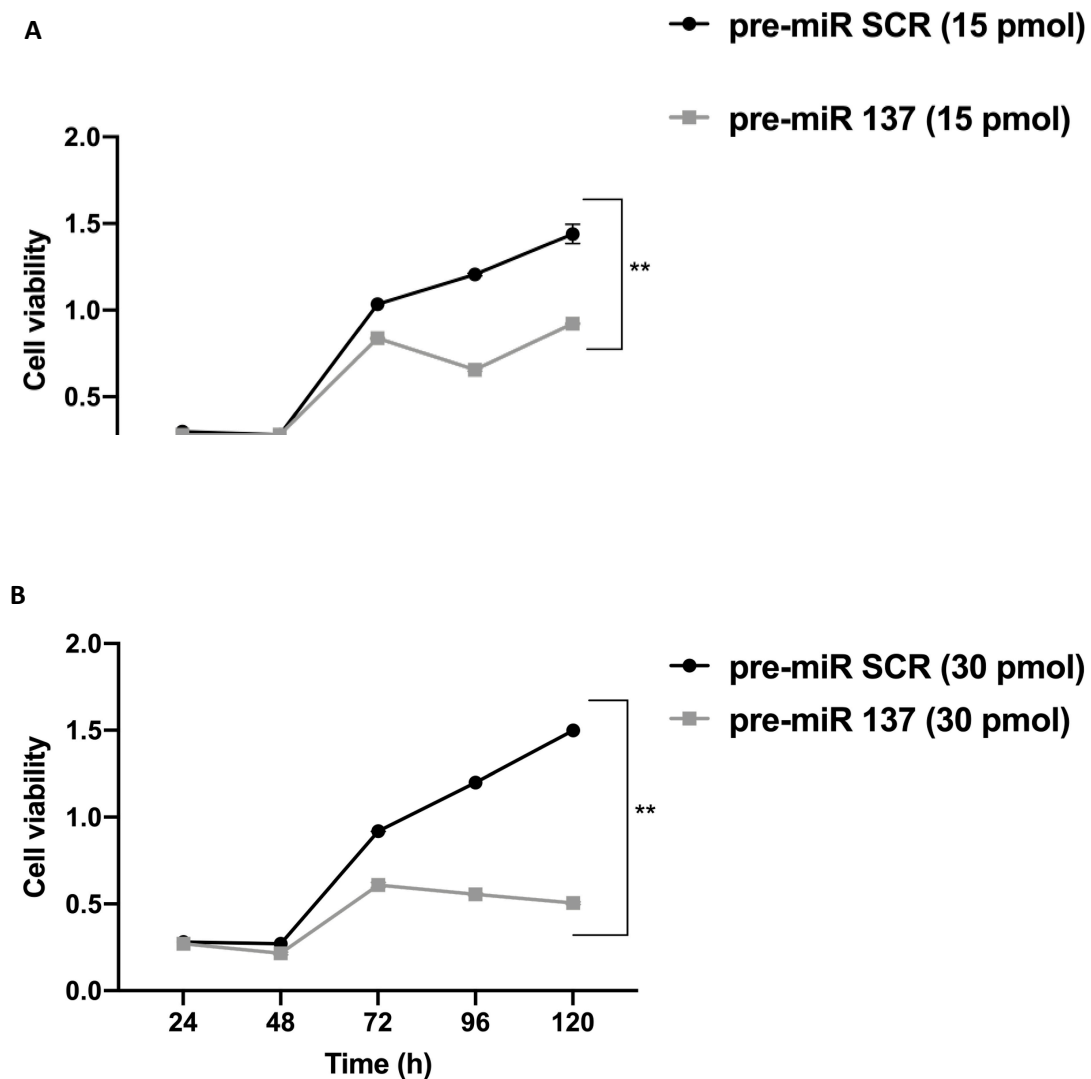 A
pre-miR SCR (15 pmol)
pre-miR 137 (15 pmol)
2.0
1.5
1.0
0.5
Cell viability
**
B
pre-miR SCR (30 pmol)
pre-miR 137 (30 pmol)
2.0
1.5
1.0
0.5
0.0
Cell viability
**
24 48 72 96 120
Time (h)